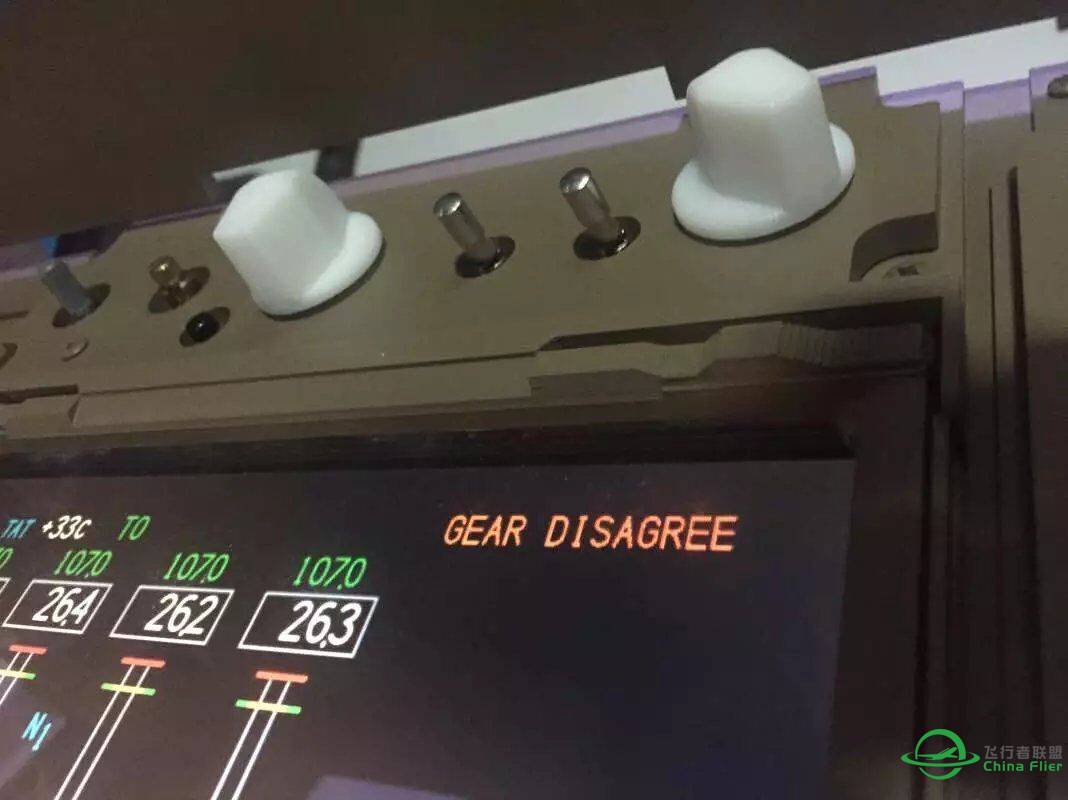 TAT +33c TO
0 107.0 107.0 107.0
26.4 26.2 26.3
GEAR DISAGREE
N1
飞行者联盟
China Flier